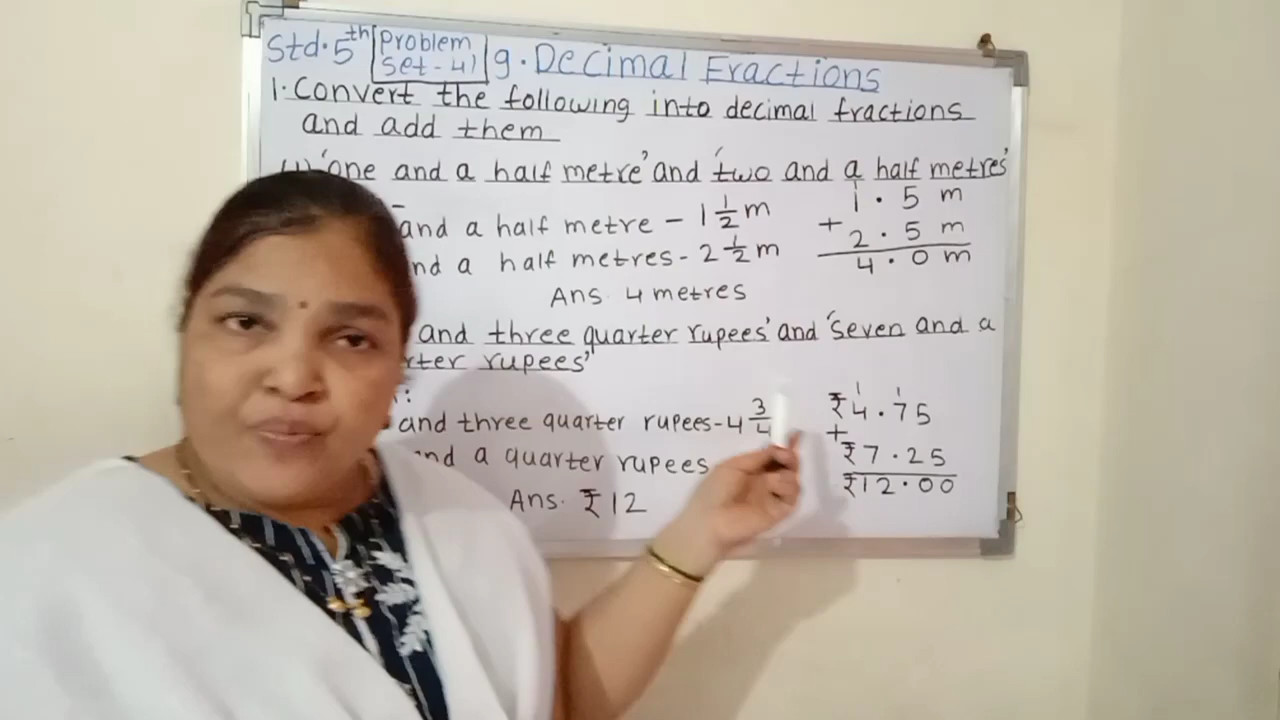 Std. 5th Problem Set-41 9. Decimal Fractions
1. Convert the following into decimal fractions
and add them
'one and a half metre' and 'two and a half metres'
and a half metre - 1 1/2 m
and a half metres - 2 1/2 m
1.5 m
+ 2.5 m
4.0 m
Ans. 4 metres
and three quarter rupees' and 'seven and a
rupees'
and three quarter rupees - 4 3/4
and a quarter rupees
1 1
₹4.75
+
₹7.25
₹12.00
Ans. ₹12